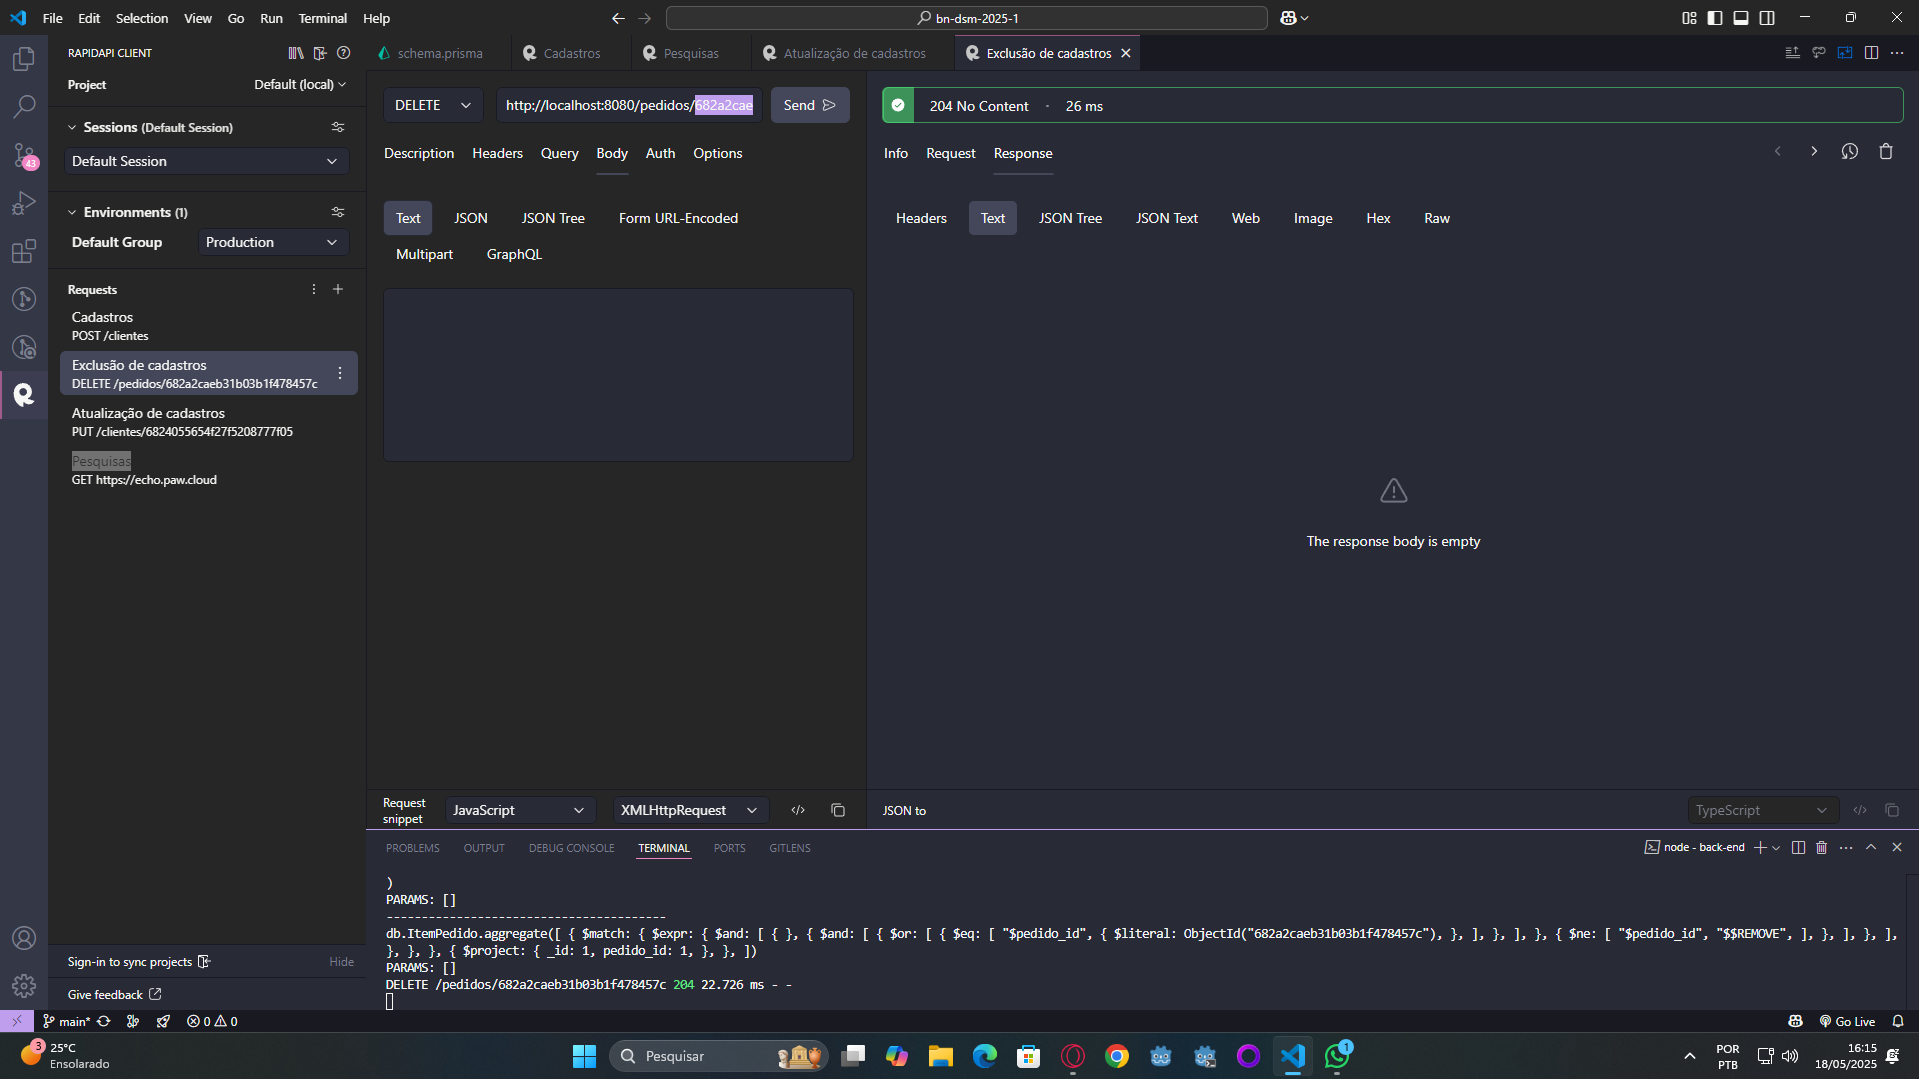 File Edit Selection View Go Run Terminal Help
bn-dsm-2025-1
RAPIDAPI CLIENT
schema.prisma
Cadastros
Pesquisas
Atualização de cadastros
Exclusão de cadastros
Project
Default (local)
Sessions (Default Session)
Default Session
Environments (1)
Default Group
Production
Requests
Cadastros
POST /clientes
Exclusão de cadastros
DELETE /pedidos/682a2caeb31b03b1f478457c
Atualização de cadastros
PUT /clientes/6824055654f27f5208777f05
Pesquisas
GET https://echo.paw.cloud
Sign-in to sync projects
Hide
Give feedback
43
DELETE
http://localhost:8080/pedidos/682a2cae
Send
Description Headers Query Body Auth Options
Text JSON JSON Tree Form URL-Encoded
Multipart GraphQL
Request
snippet
JavaScript
XMLHttpRequest
204 No Content · 26 ms
Info Request Response
Headers Text JSON Tree JSON Text Web Image Hex Raw
The response body is empty
JSON to
TypeScript
PROBLEMS OUTPUT DEBUG CONSOLE TERMINAL PORTS GITLENS
node - back-end
)
PARAMS: []
----------------------------------------
db.ItemPedido.aggregate([ { $match: { $expr: { $and: [ { }, { $and: [ { $or: [ { $eq: [ "$pedido_id", { $literal: ObjectId("682a2caeb31b03b1f478457c"), }, ], }, ], }, { $ne: [ "$pedido_id", "$$REMOVE", ], }, ], }, ],
}, }, }, { $project: { _id: 1, pedido_id: 1, }, }, ])
PARAMS: []
DELETE /pedidos/682a2caeb31b03b1f478457c 204 22.726 ms - -
main*
0 0
Go Live
3
25°C
Ensolarado
Pesquisar
1
POR
PTB
16:15
18/05/2025